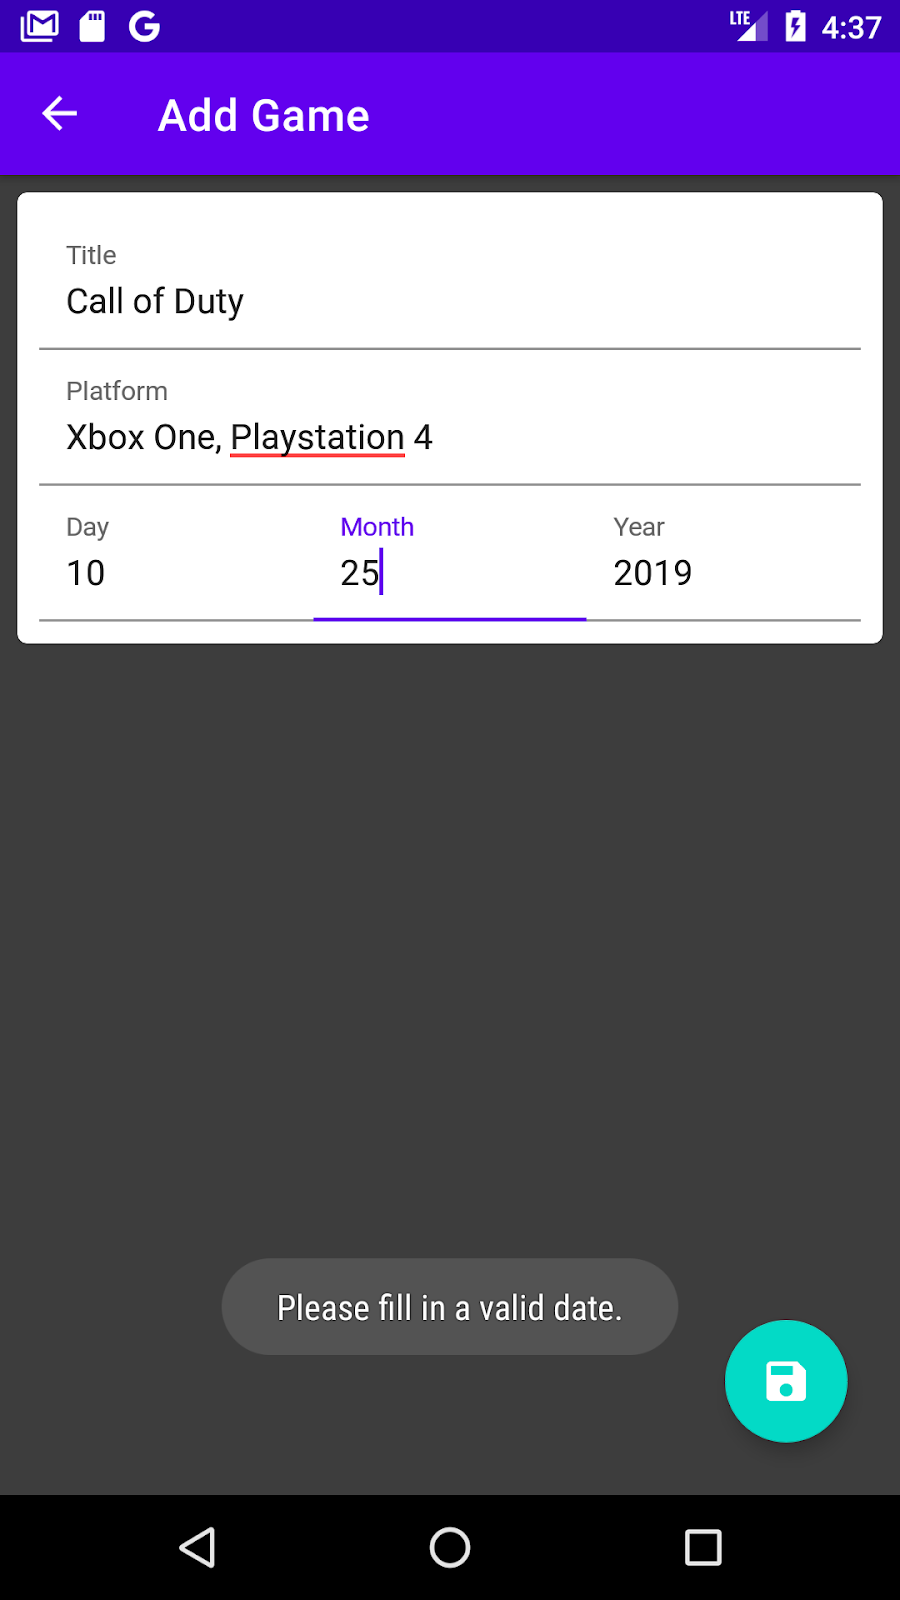 LTE 4:37
Add Game
Title
Call of Duty
Platform
Xbox One, Playstation 4
Day Month Year
10 25 2019
Please fill in a valid date.